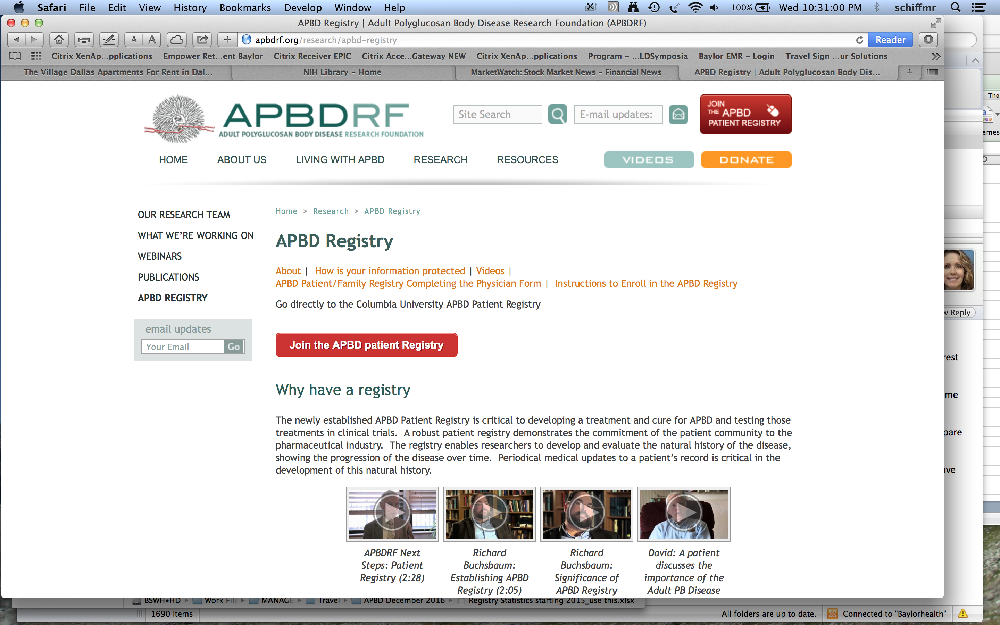 Safari File Edit View History Bookmarks Develop Window Help 100% Wed 10:31:00 PM schiffmr
APBD Registry | Adult Polyglucosan Body Disease Research Foundation (APBDRF)
A A apbdrf.org/research/apbd-registry Reader
Citrix XenAp...pplications Empower Ret...ent Baylor Citrix Receiver EPIC Citrix Acce...Gateway NEW Citrix XenAp...pplications Program – ...LDSymposia Baylor EMR – Login Travel Sign ...ur Solutions
The Village Dallas Apartments For Rent in Dal... NIH Library – Home MarketWatch: Stock Market News – Financial News APBD Registry | Adult Polyglucosan Body Dis...
The
emes
APBDRF
ADULT POLYGLUCOSAN BODY DISEASE RESEARCH FOUNDATION
Site Search E-mail updates:
JOIN
THE APBD
PATIENT REGISTRY
HOME ABOUT US LIVING WITH APBD RESEARCH RESOURCES VIDEOS DONATE
OUR RESEARCH TEAM
WHAT WE’RE WORKING ON
WEBINARS
PUBLICATIONS
APBD REGISTRY
email updates
Your Email Go
Home > Research > APBD Registry
APBD Registry
About | How is your information protected | Videos |
APBD Patient/Family Registry Completing the Physician Form | Instructions to Enroll in the APBD Registry
Go directly to the Columbia University APBD Patient Registry
Join the APBD patient Registry
Why have a registry
The newly established APBD Patient Registry is critical to developing a treatment and cure for APBD and testing those
treatments in clinical trials. A robust patient registry demonstrates the commitment of the patient community to the
pharmaceutical industry. The registry enables researchers to develop and evaluate the natural history of the disease,
showing the progression of the disease over time. Periodical medical updates to a patient’s record is critical in the
development of this natural history.
APBDRF Next
Steps: Patient
Registry (2:28)
Richard
Buchsbaum:
Establishing APBD
Registry (2:05)
Richard
Buchsbaum:
Significance of
APBD Registry
David: A patient
discusses the
importance of the
Adult PB Disease
w Reply
rest
ime
pare
ave
BSWH•HD Work File MANAGE Travel APBD December 2016 Registry Statistics starting 2015_use this.xlsx
1690 items All folders are up to date. Connected to "Baylorhealth"